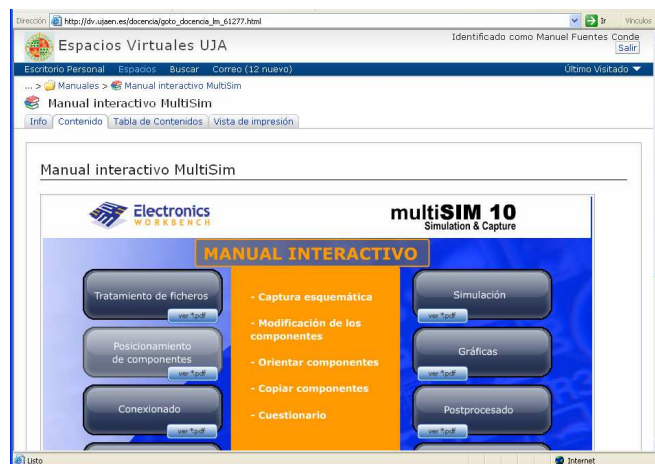 Dirección http://dv.ujaen.es/docencia/goto_docencia_lm_61277.html Ir Vínculos
Espacios Virtuales UJA
Identificado como Manuel Fuentes Conde
Salir
Escritorio Personal Espacios Buscar Correo (12 nuevo) Último Visitado
... > Manuales > Manual interactivo MultiSim
Manual interactivo MultiSim
Info Contenido Tabla de Contenidos Vista de impresión
Manual interactivo MultiSim
Electronics
WORKBENCH
multiSIM 10
Simulation & Capture
MANUAL INTERACTIVO
Tratamiento de ficheros
ver *pdf
Posicionamiento
de componentes
ver *pdf
Conexionado
ver *pdf
- Captura esquemática
- Modificación de los
componentes
- Orientar componentes
- Copiar componentes
- Cuestionario
Simulación
ver *pdf
Gráficas
ver *pdf
Postprocesado
ver *pdf
Listo Internet